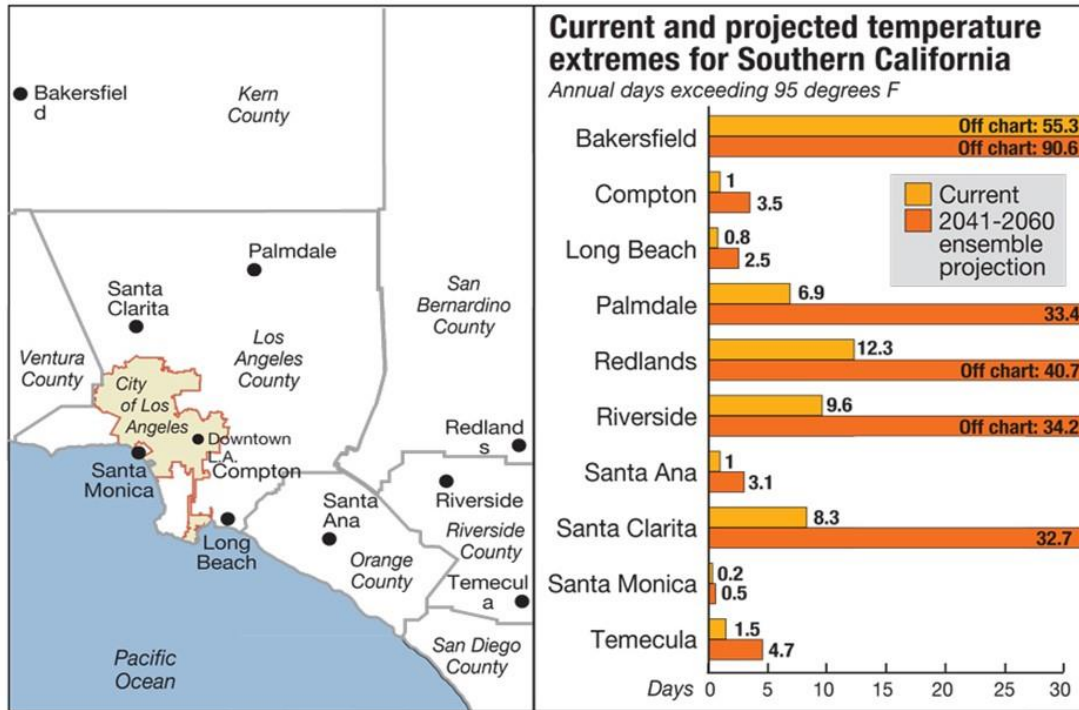 Bakersfiel
d
Kern
County
Palmdale
Santa
Clarita
San
Bernardino
County
Ventura
County
Los
Angeles
County
City
of Los
Angeles
Downtown
L.A.
Compton
Santa
Monica
Redland
s
Riverside
Riverside
County
Santa
Ana
Long
Beach
Orange
County
Temecul
a
San Diego
County
Pacific
Ocean
Current and projected temperature
extremes for Southern California
Annual days exceeding 95 degrees F
Bakersfield
Off chart: 55.3
Off chart: 90.6
Compton
1
3.5
Current
2041-2060
ensemble
projection
Long Beach
0.8
2.5
Palmdale
6.9
33.4
Redlands
12.3
Off chart: 40.7
Riverside
9.6
Off chart: 34.2
Santa Ana
1
3.1
Santa Clarita
8.3
32.7
Santa Monica
0.2
0.5
Temecula
1.5
4.7
Days 0 5 10 15 20 25 30